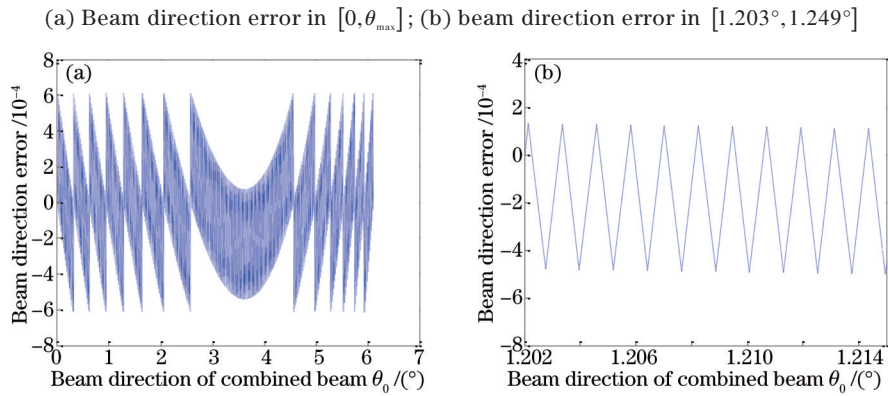 (a) Beam direction error in [0,θmax]; (b) beam direction error in [1.203°,1.249°]
(a)
Beam direction error /10⁻⁴
8
6
4
2
0
−2
−4
−6
−8
0 1 2 3 4 5 6 7
Beam direction of combined beam θ₀ /(°)
(b)
Beam direction error /10⁻⁴
4
2
0
−2
−4
−6
−8
1.202 1.206 1.210 1.214
Beam direction of combined beam θ₀ /(°)